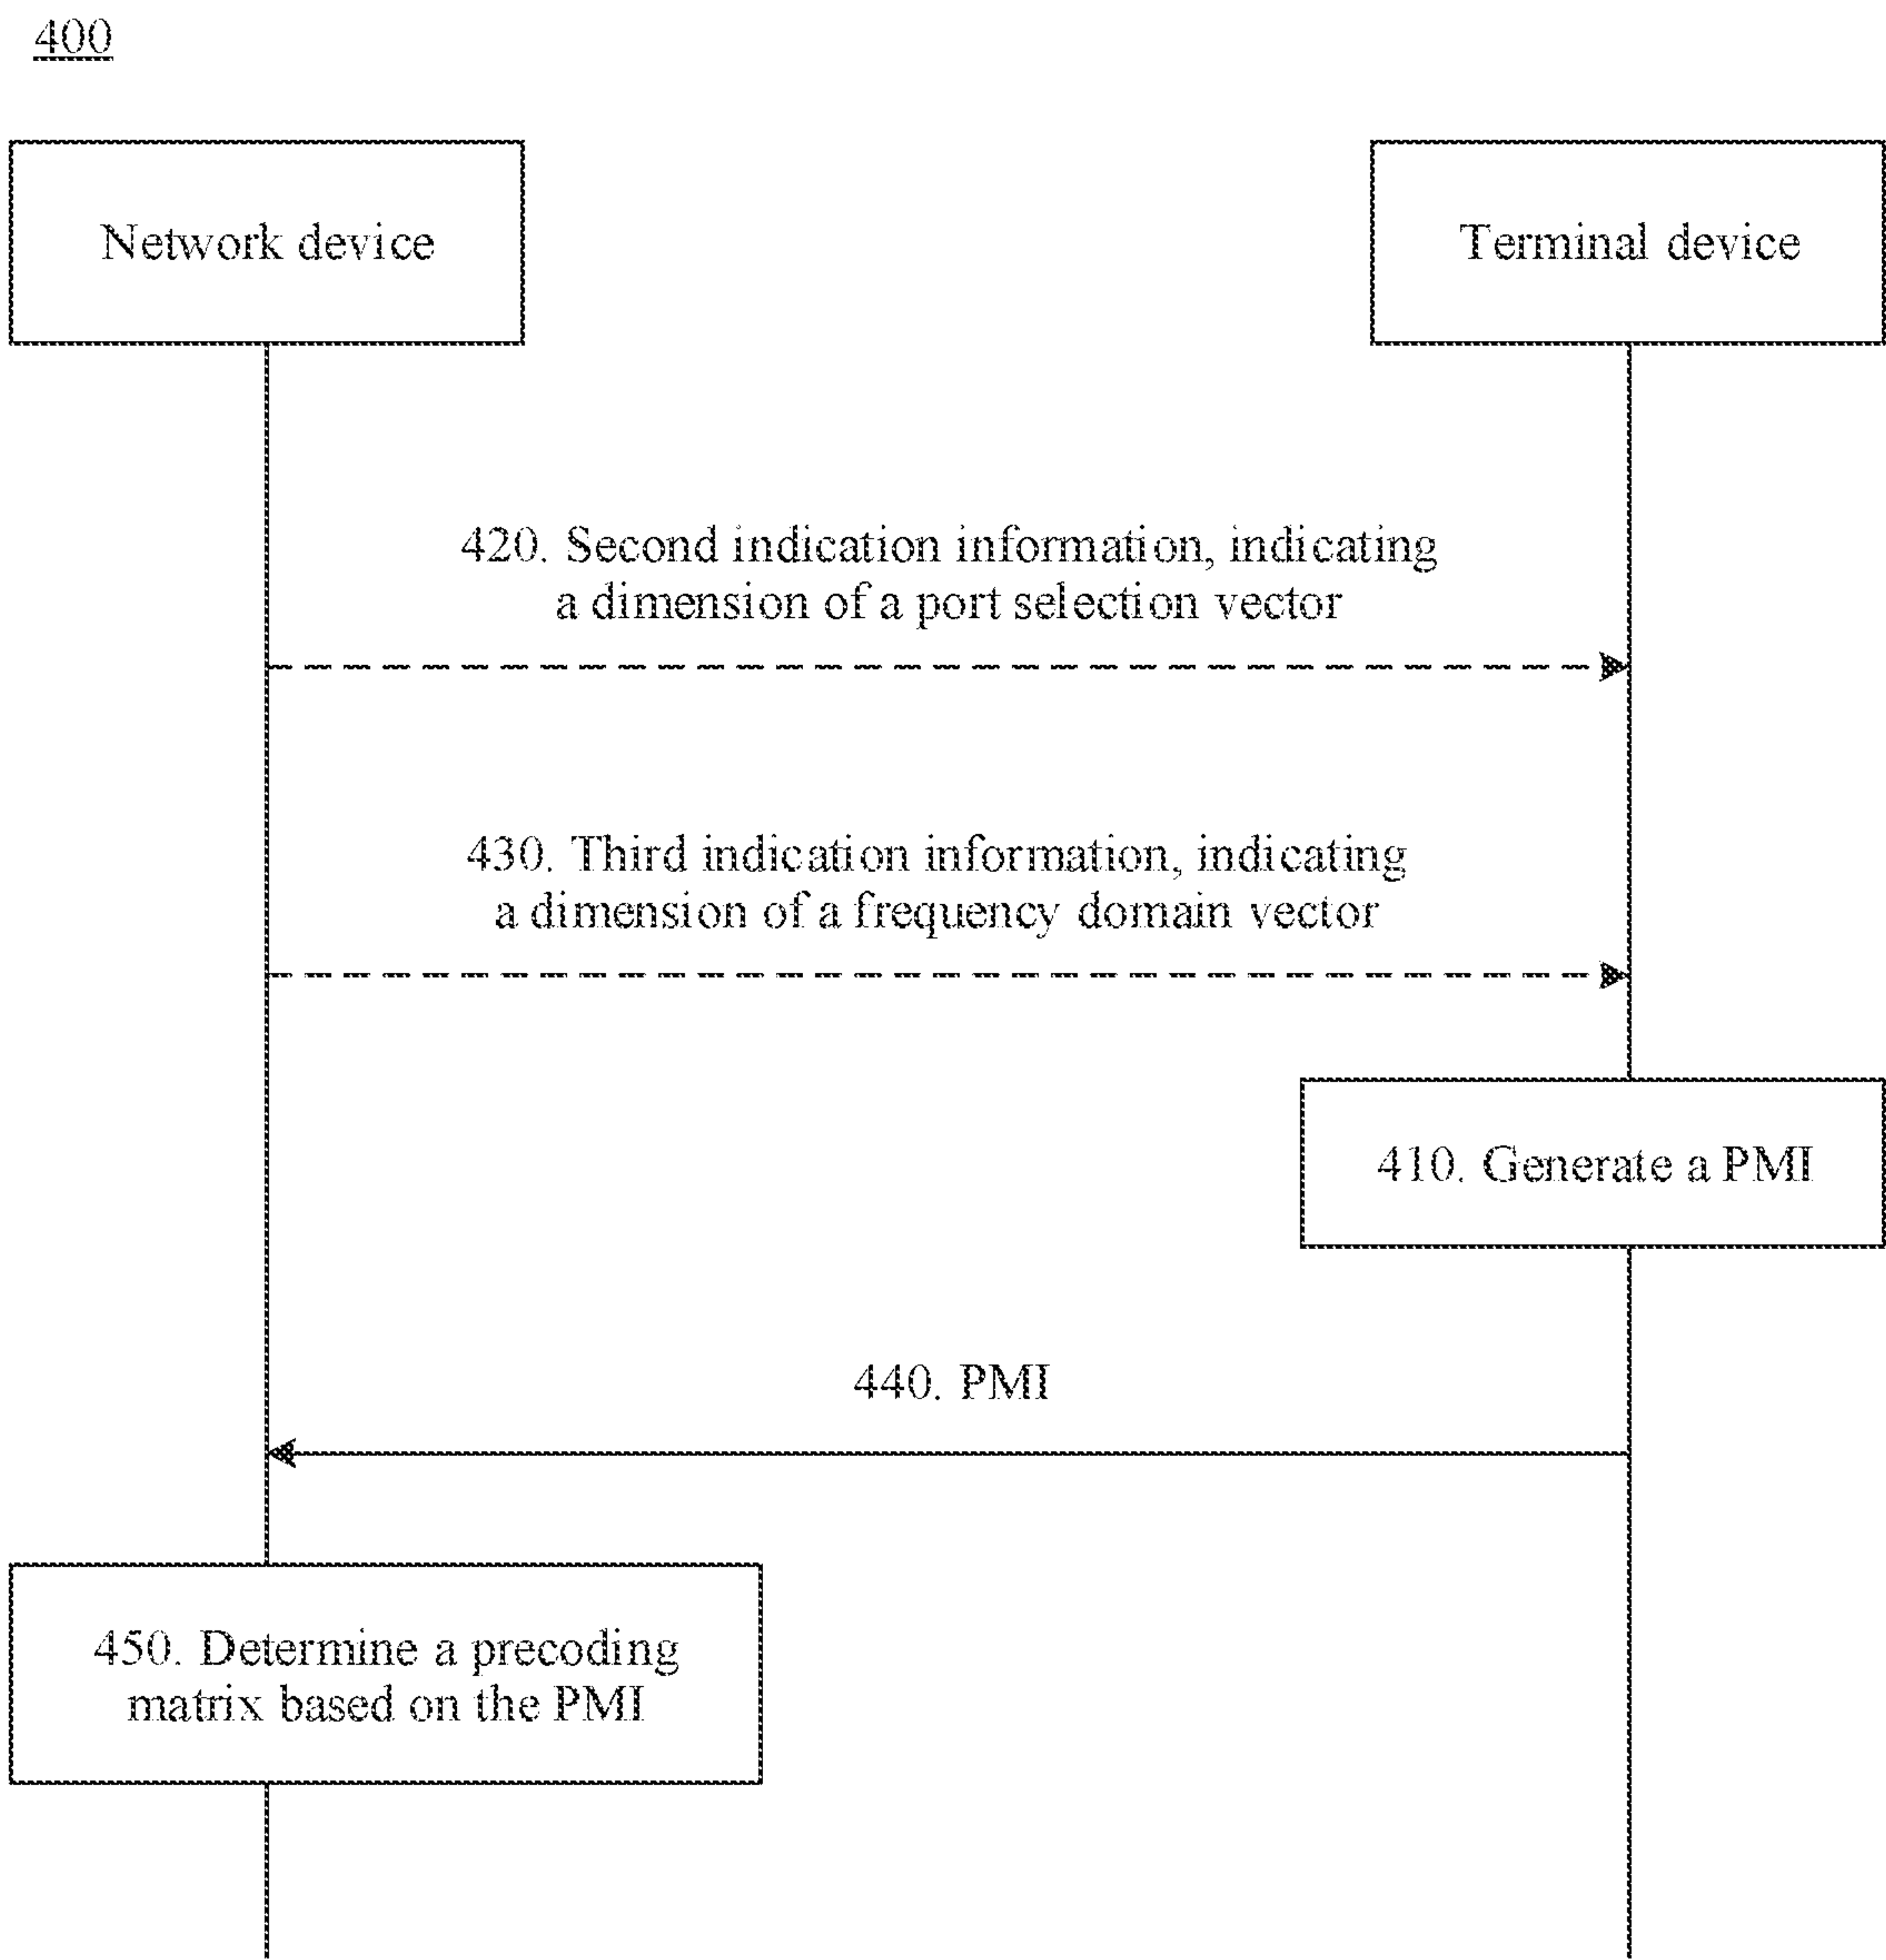 400
Network device
Terminal device
420. Second indication information, indicating
a dimension of a port selection vector
430. Third indication information, indicating
a dimension of a frequency domain vector
410. Generate a PMI
440. PMI
450. Determine a precoding
matrix based on the PMI